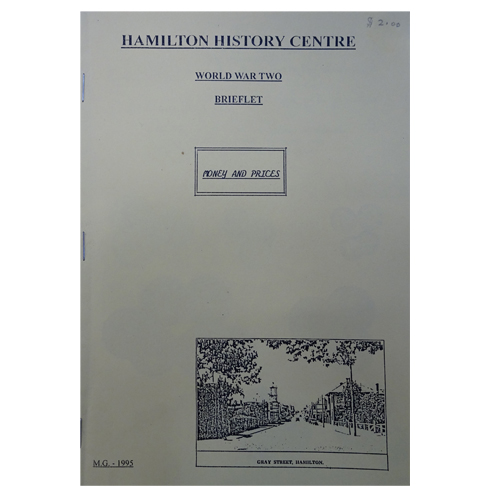 $ 2.00
HAMILTON HISTORY CENTRE
WORLD WAR TWO
BRIEFLET
MONEY AND PRICES
GRAY STREET, HAMILTON.
M.G. - 1995